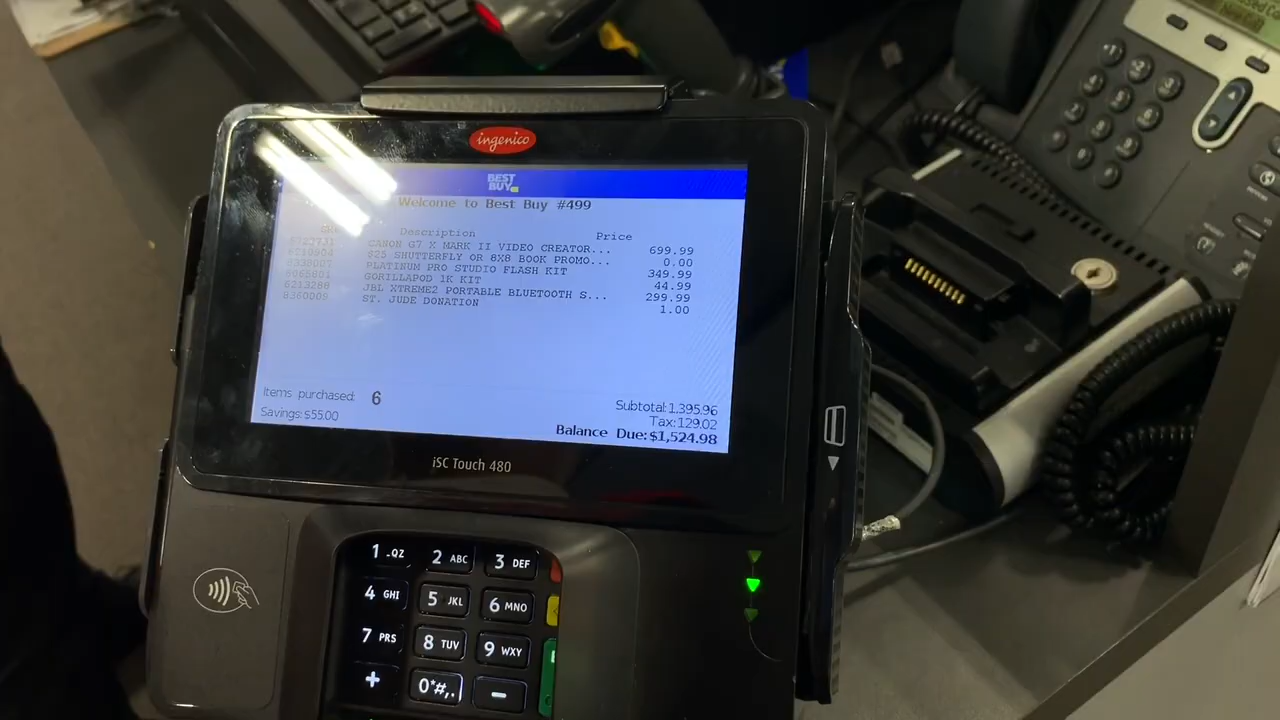 ingenico
BEST
BUY
Welcome to Best Buy #499
Description Price
CANON G7 X MARK II VIDEO CREATOR... 699.99
$25 SHUTTERFLY OR 8X8 BOOK PROMO... 0.00
PLATINUM PRO STUDIO FLASH KIT 349.99
6065801 GORILLAPOD 1K KIT 44.99
6213288 JBL XTREME2 PORTABLE BLUETOOTH S... 299.99
8360009 ST. JUDE DONATION 1.00
Items purchased: 6
Savings: $55.00
Subtotal: 1,395.96
Tax: 129.02
Balance Due: $1,524.98
iSC Touch 480
1 .QZ 2 ABC 3 DEF
4 GHI 5 JKL 6 MNO
7 PRS 8 TUV 9 WXY
+ 0*#,. -